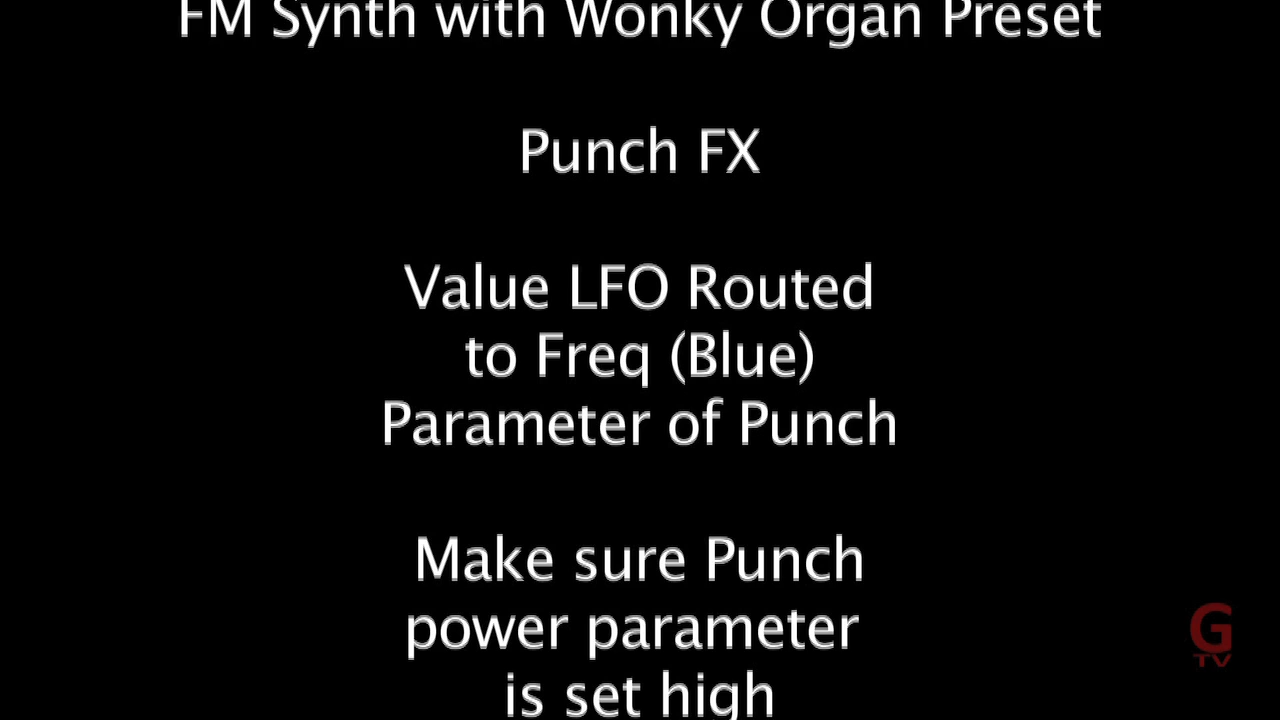 FM Synth with Wonky Organ Preset
Punch FX
Value LFO Routed
to Freq (Blue)
Parameter of Punch
Make sure Punch
power parameter
is set high
G
TV